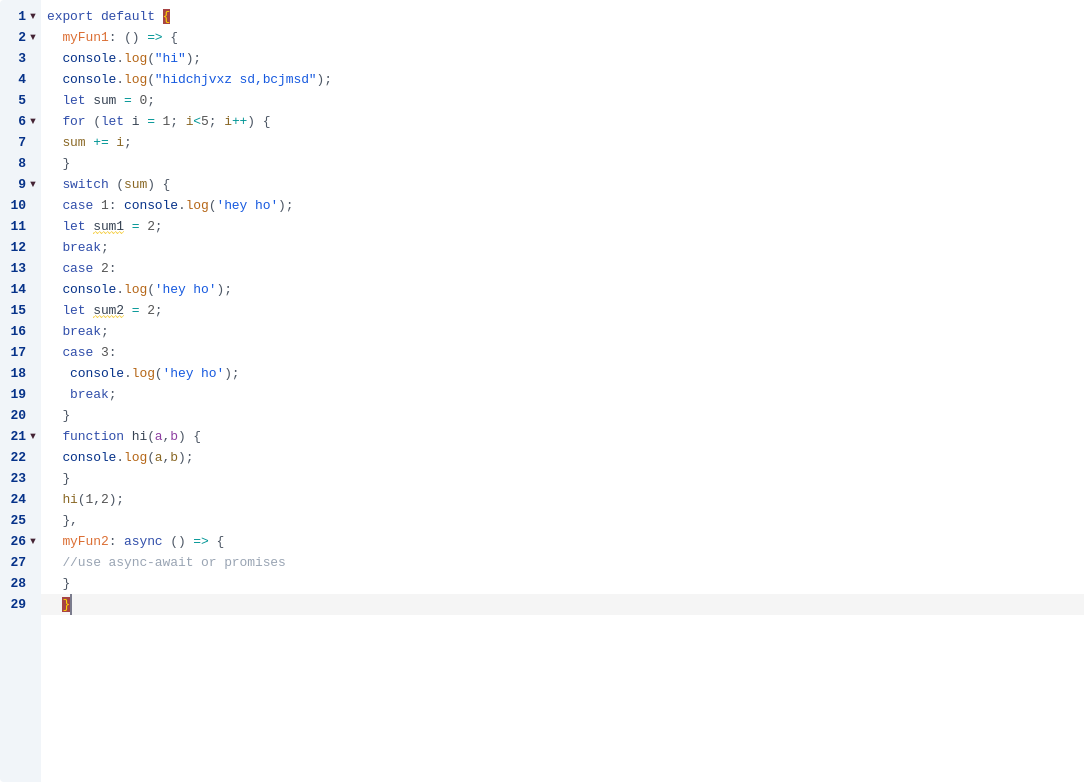 1 ▼ export default {
2 ▼ myFun1: () => {
3 console.log("hi");
4 console.log("hidchjvxz sd,bcjmsd");
5 let sum = 0;
6 ▼ for (let i = 1; i<5; i++) {
7 sum += i;
8 }
9 ▼ switch (sum) {
10 case 1: console.log('hey ho');
11 let sum1 = 2;
12 break;
13 case 2:
14 console.log('hey ho');
15 let sum2 = 2;
16 break;
17 case 3:
18 console.log('hey ho');
19 break;
20 }
21 ▼ function hi(a,b) {
22 console.log(a,b);
23 }
24 hi(1,2);
25 },
26 ▼ myFun2: async () => {
27 //use async-await or promises
28 }
29 }